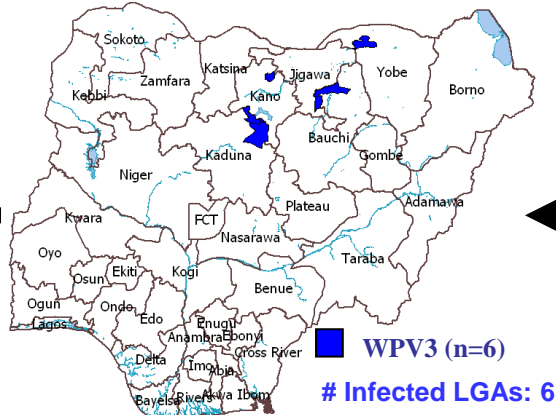 Sokoto
Katsina
Jigawa
Yobe
Zamfara
Kebbi
Kano
Borno
Bauchi
Kaduna
Gombe
Niger
Adamawa
Plateau
Kwara
FCT
Nasarawa
Oyo
Taraba
Ekiti
Kogi
Osun
Benue
Ogun
Ondo
Edo
Lagos
Enugu
Anambra
Ebonyi
Cross River
Delta
Imo
Abia
Bayelsa
Rivers
Akwa Ibom
WPV3 (n=6)
# Infected LGAs: 6